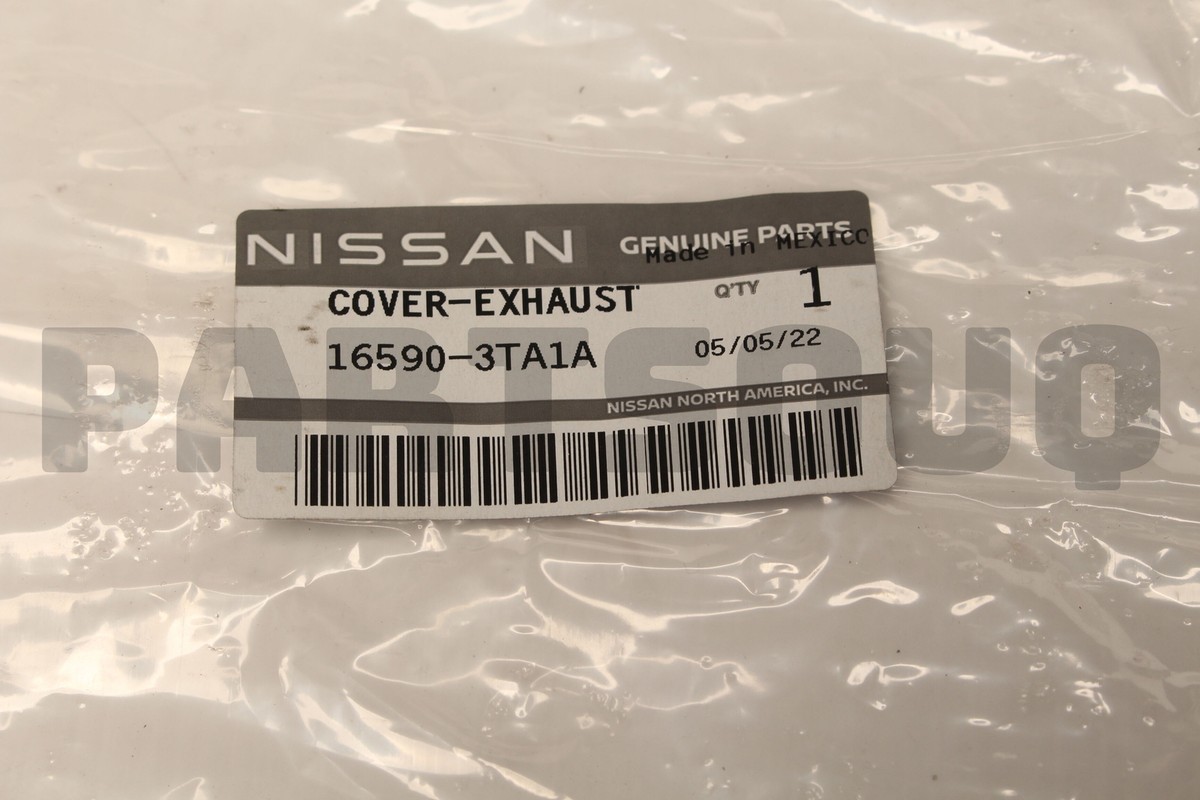 NISSAN GENUINE PARTS
Made in MEXICO
COVER-EXHAUST Q'TY 1
16590-3TA1A 05/05/22
NISSAN NORTH AMERICA, INC.
PARTSOUQ